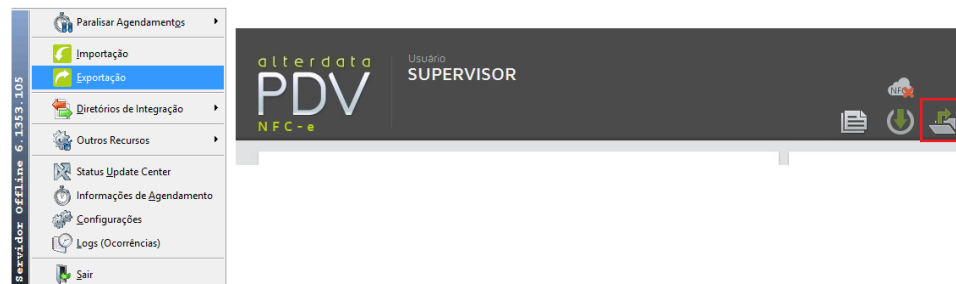 Servidor Offline 6.1353.105
Paralisar Agendamentos
Importação
Exportação
Diretórios de Integração
Outros Recursos
Status Update Center
Informações de Agendamento
Configurações
Logs (Ocorrências)
Sair
alterdata
PDV
NFC-e
Usuário
SUPERVISOR
NFC